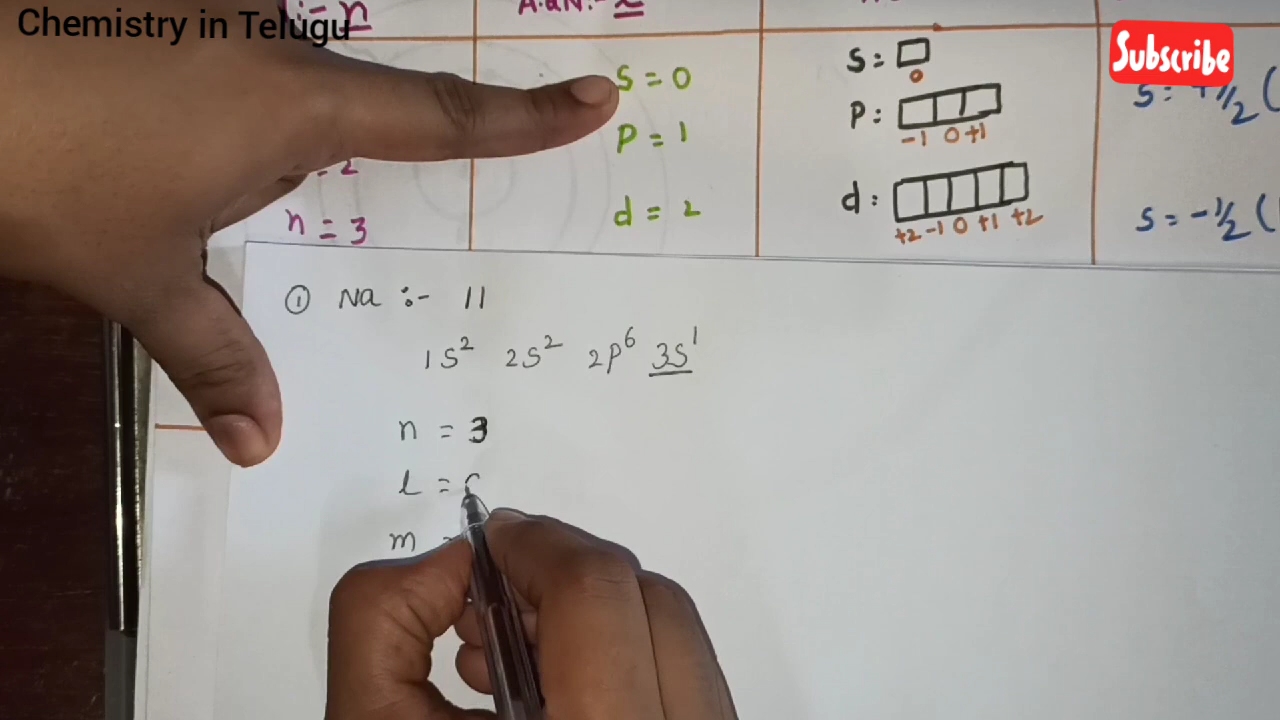 Chemistry in Telugu
Subscribe
:- n
S = 0
P = 1
d = 2
= 2
n = 3
S :
0
P :
-1 0 +1
d :
+2 -1 0 +1 +2
S = +1/2 (
S = -1/2 (
① Na :- 11
1S² 2S² 2P⁶ 3S¹
n = 3
l =
m